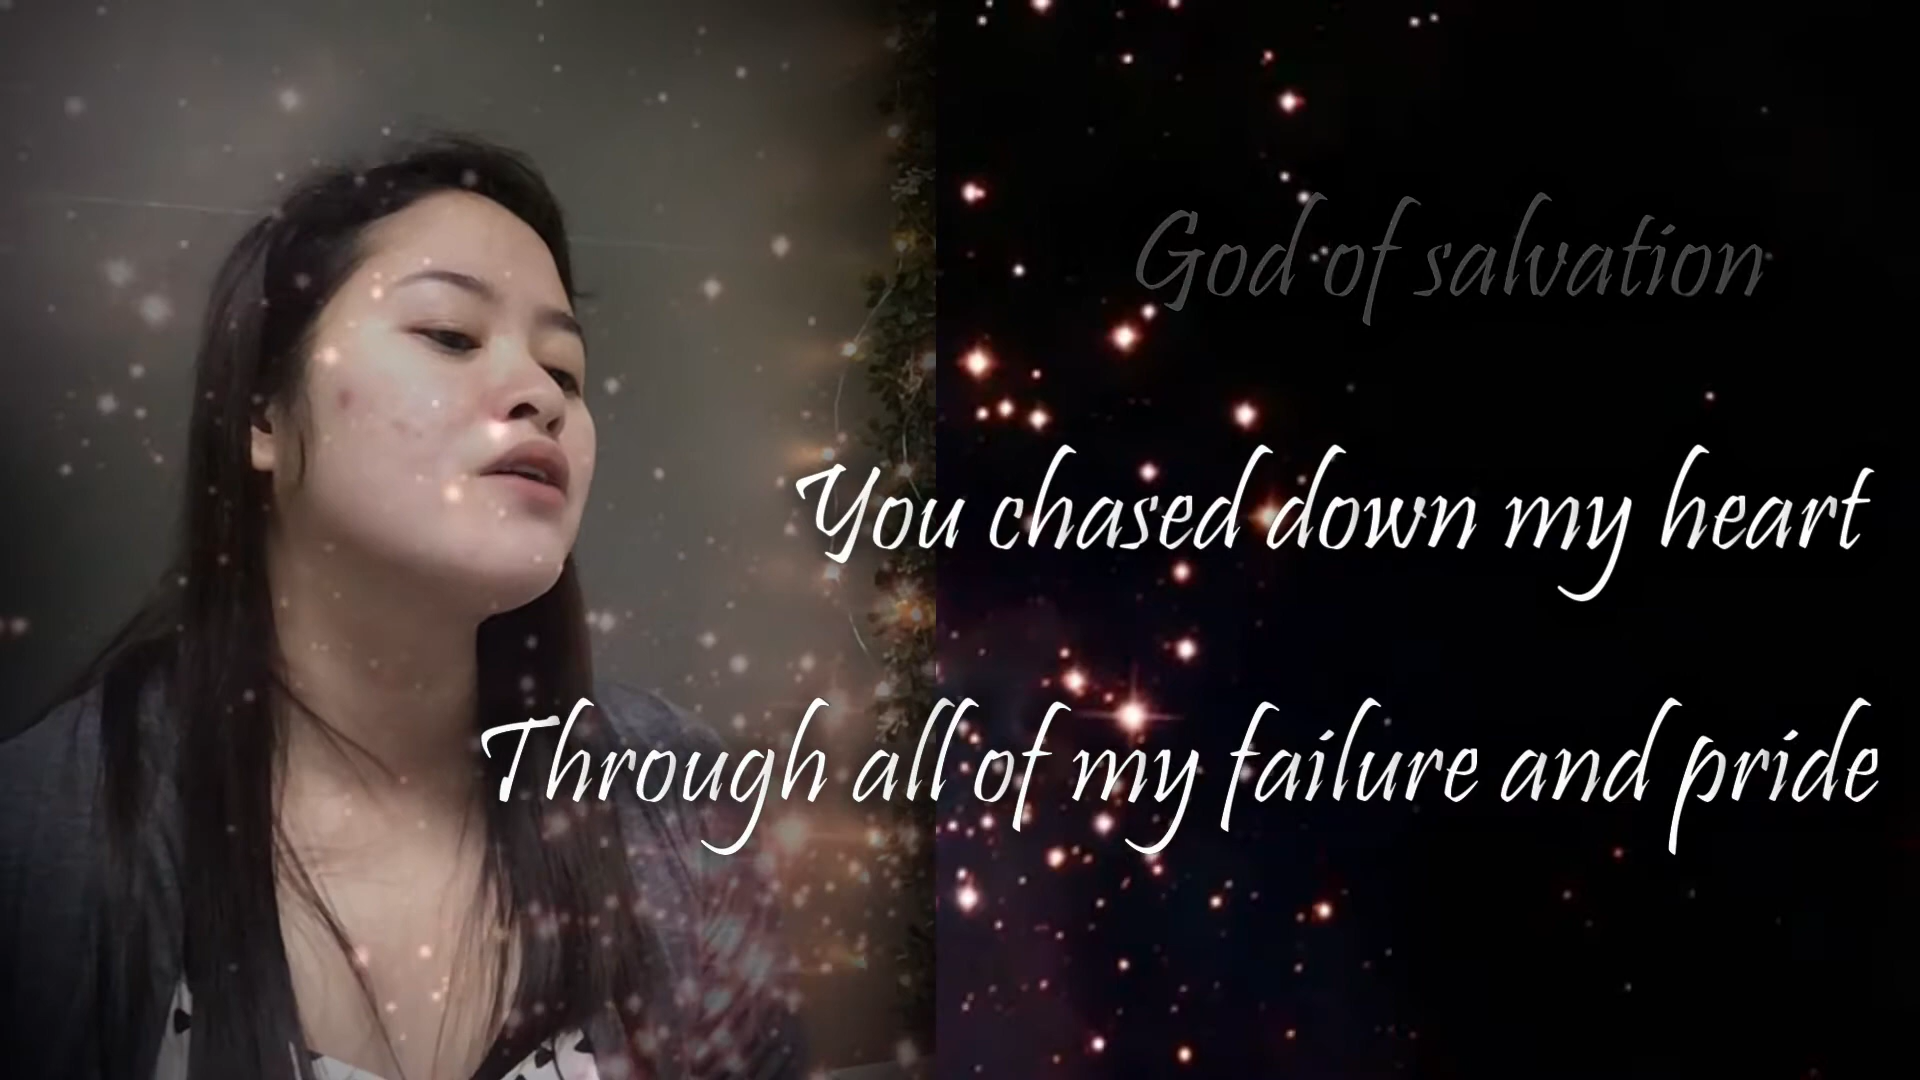 God of salvation
You chased down my heart
Through all of my failure and pride